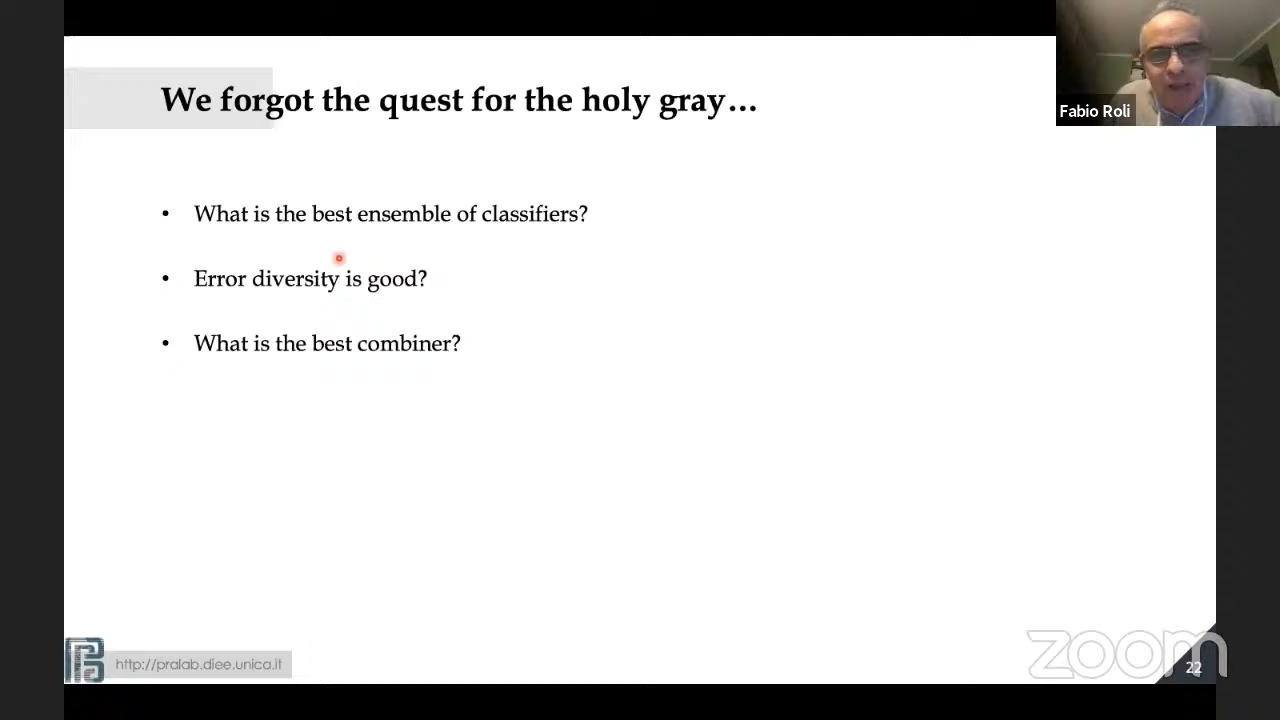 We forgot the quest for the holy gray…
Fabio Roli
• What is the best ensemble of classifiers?
• Error diversity is good?
• What is the best combiner?
http://pralab.diee.unica.it
zoom
22